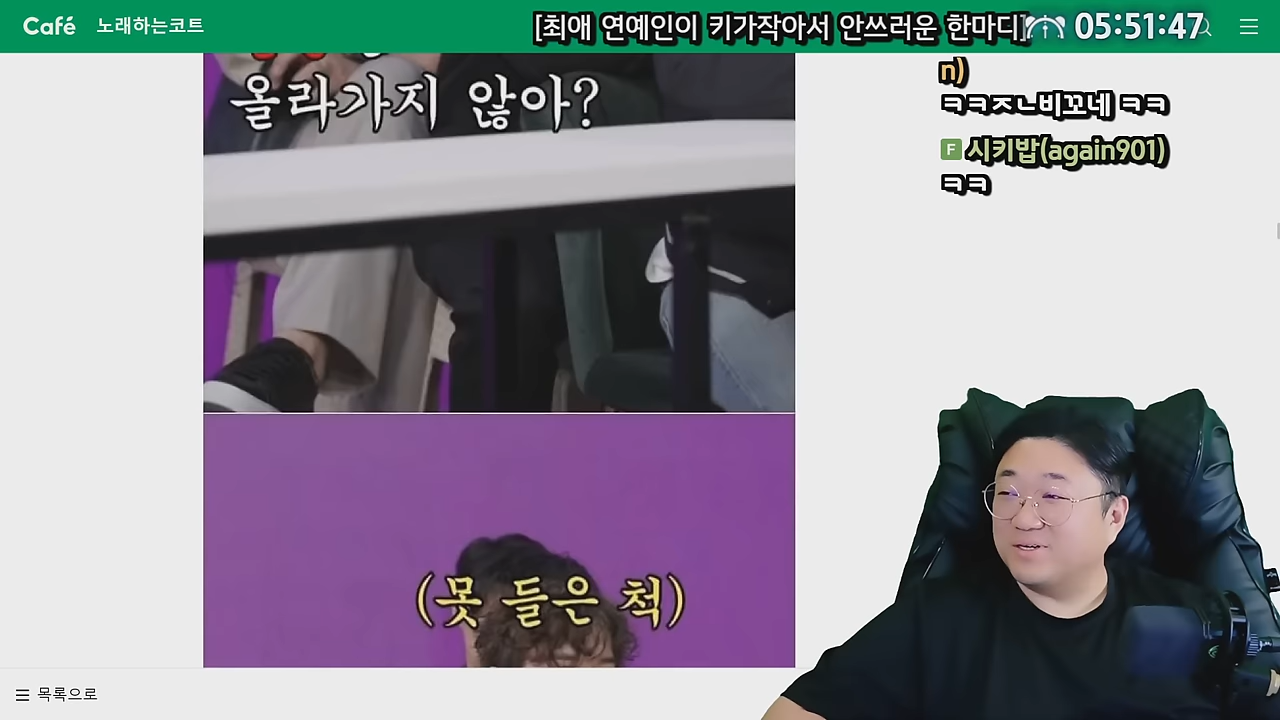 Café 노래하는코트
[최애 연예인이 키가작아서 안쓰러운 한마디]
05:51:47
n)
ㅋㅋㅈㄴ비꼬네 ㅋㅋ
F 시키밥(again901)
ㅋㅋ
올라가지 않아?
(못 들은 척)
목록으로